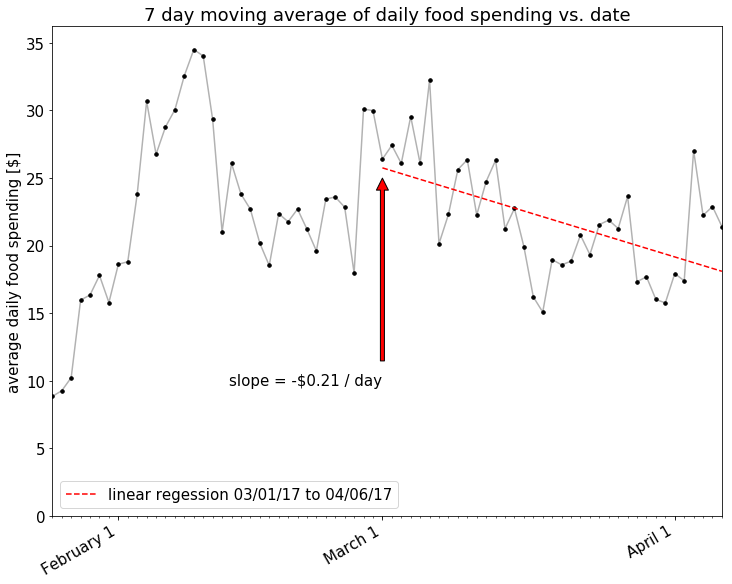 7 day moving average of daily food spending vs. date
average daily food spending [$]
35
30
25
20
15
10
5
0
slope = -$0.21 / day
linear regession 03/01/17 to 04/06/17
February 1
March 1
April 1